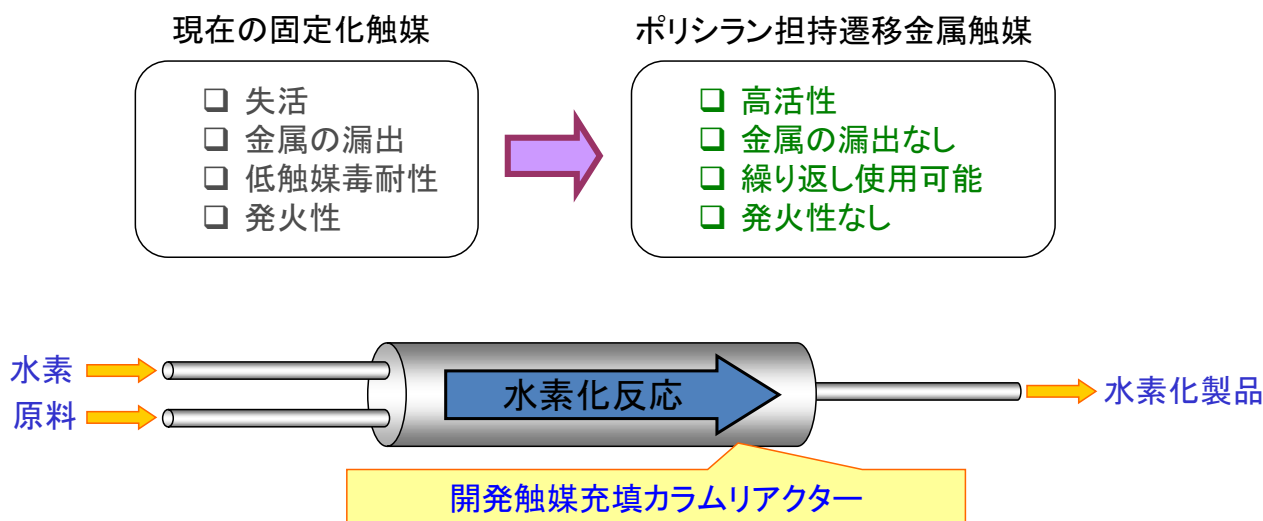 現在の固定化触媒
❑ 失活
❑ 金属の漏出
❑ 低触媒毒耐性
❑ 発火性
ポリシラン担持遷移金属触媒
❑ 高活性
❑ 金属の漏出なし
❑ 繰り返し使用可能
❑ 発火性なし
水素
原料
水素化反応
水素化製品
開発触媒充填カラムリアクター